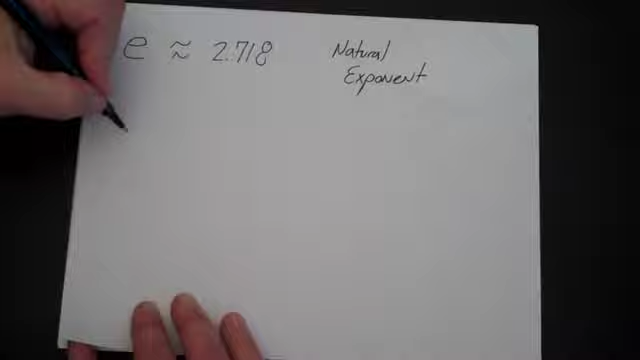 e ≈ 2.718
Natural
Exponent